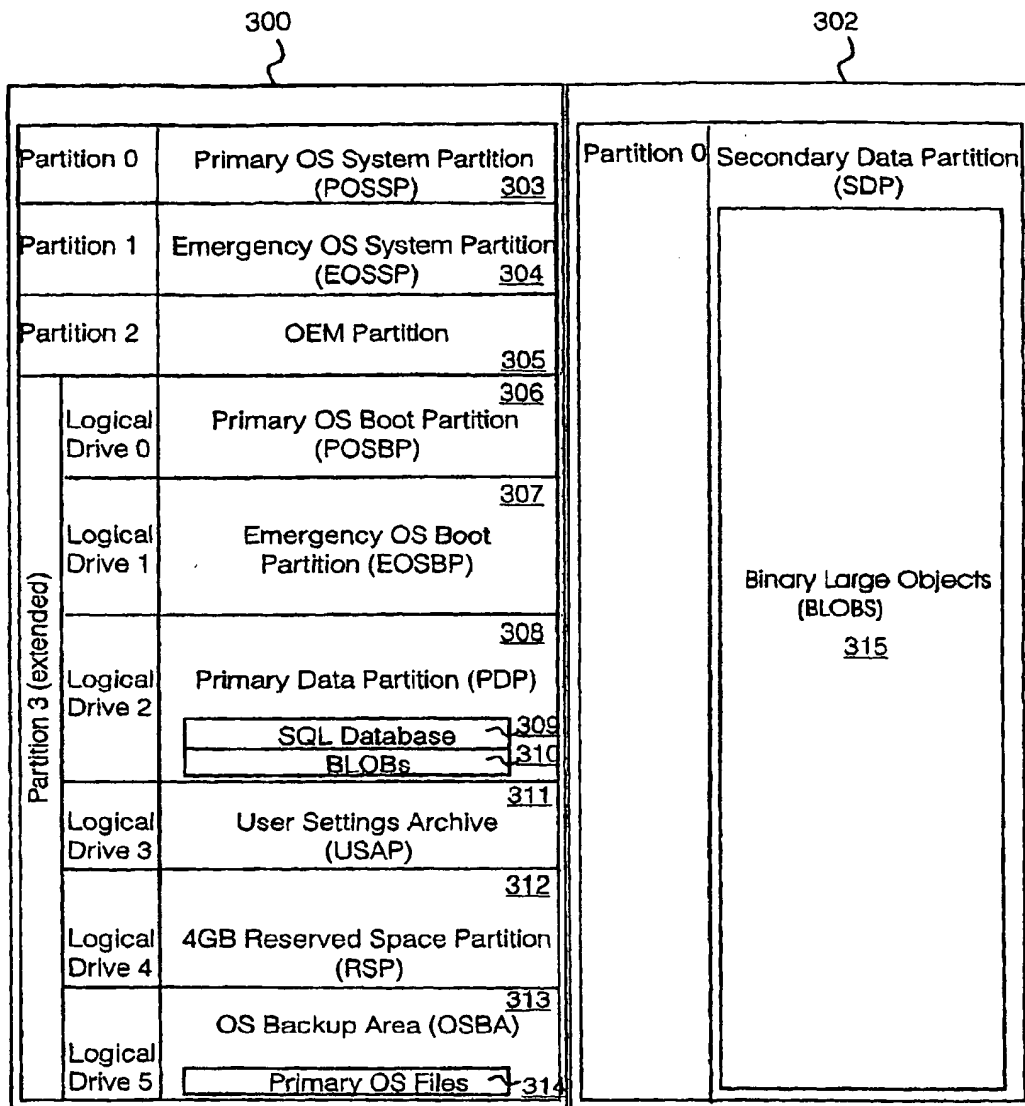 300
302
Partition 0
Primary OS System Partition
(POSSP)
303
Partition 1
Emergency OS System Partition
(EOSSP)
304
Partition 2
OEM Partition
305
Partition 3 (extended)
306
Logical
Drive 0
Primary OS Boot Partition
(POSBP)
307
Logical
Drive 1
Emergency OS Boot
Partition (EOSBP)
308
Logical
Drive 2
Primary Data Partition (PDP)
SQL Database
309
BLOBs
310
311
Logical
Drive 3
User Settings Archive
(USAP)
312
Logical
Drive 4
4GB Reserved Space Partition
(RSP)
313
OS Backup Area (OSBA)
Logical
Drive 5
Primary OS Files
314
Partition 0
Secondary Data Partition
(SDP)
Binary Large Objects
(BLOBS)
315